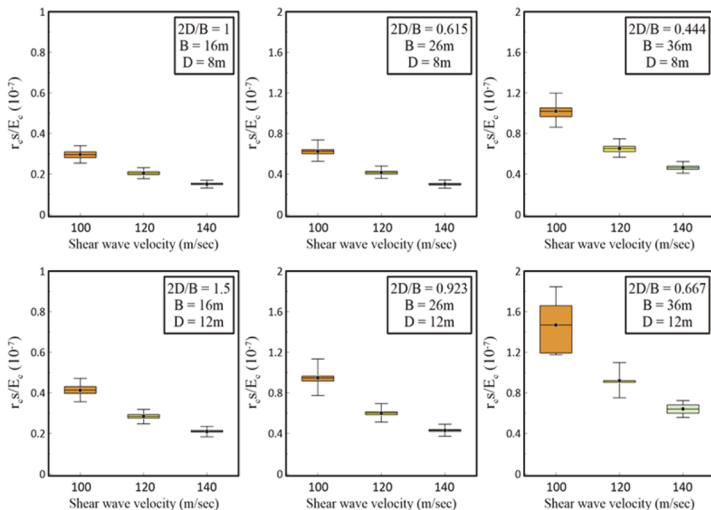 1
0.8
0.6
0.4
0.2
0
r_c s/E_c (10^-7)
2D/B = 1
B = 16m
D = 8m
100 120 140
Shear wave velocity (m/sec)
2
1.6
1.2
0.8
0.4
0
r_c s/E_c (10^-7)
2D/B = 0.615
B = 26m
D = 8m
100 120 140
Shear wave velocity (m/sec)
2
1.6
1.2
0.8
0.4
0
r_c s/E_c (10^-7)
2D/B = 0.444
B = 36m
D = 8m
100 120 140
Shear wave velocity (m/sec)
1
0.8
0.6
0.4
0.2
0
r_c s/E_c (10^-7)
2D/B = 1.5
B = 16m
D = 12m
100 120 140
Shear wave velocity (m/sec)
2
1.6
1.2
0.8
0.4
0
r_c s/E_c (10^-7)
2D/B = 0.923
B = 26m
D = 12m
100 120 140
Shear wave velocity (m/sec)
2
1.6
1.2
0.8
0.4
0
r_c s/E_c (10^-7)
2D/B = 0.667
B = 36m
D = 12m
100 120 140
Shear wave velocity (m/sec)